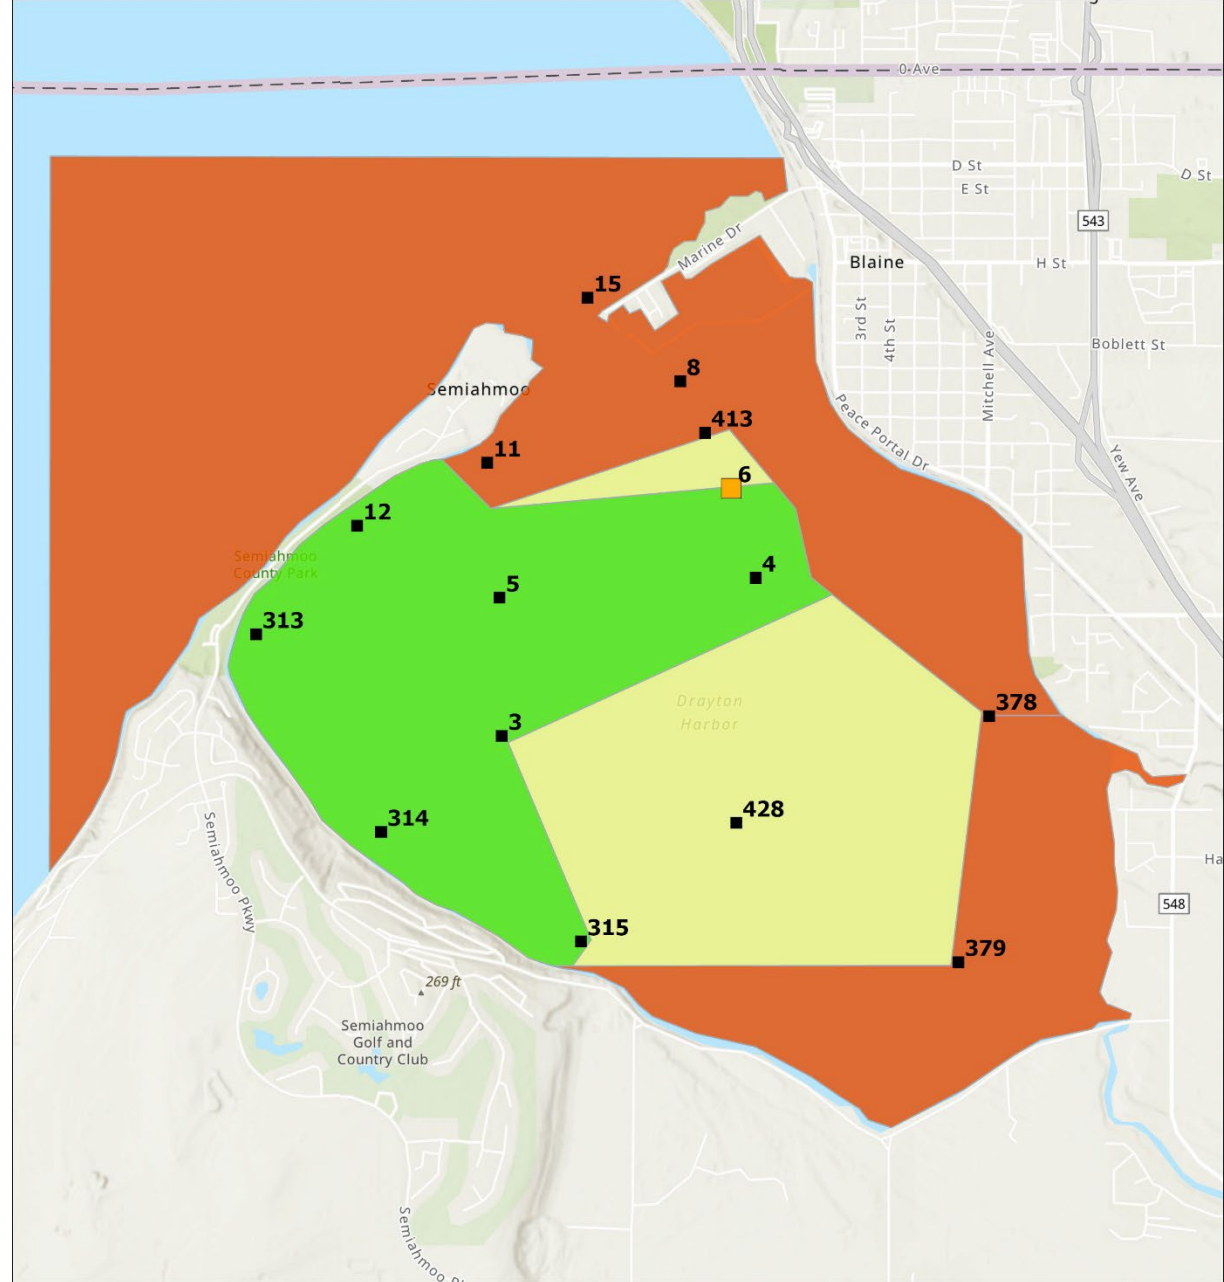 0 Ave
D St
D St
E St
543
Marine Dr
Blaine
H St
15
3rd St
4th St
Mitchell Ave
Boblett St
8
Semiahmoo
Peace Portal Dr
413
11
Yew Ave
6
12
Semiahmoo
County Park
4
5
313
Drayton
Harbor
378
3
428
314
Semiahmoo Pkwy
Ha
548
315
379
269 ft
Semiahmoo
Golf and
Country Club